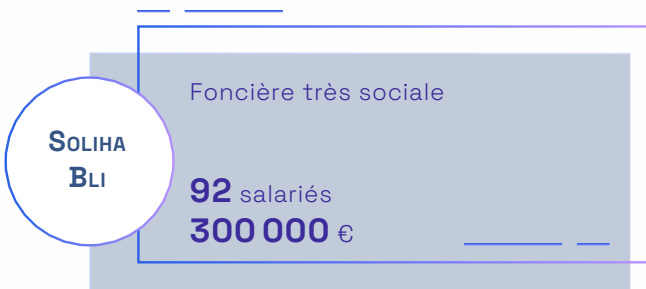 Foncière très sociale
SOLIHA
BLI
92 salariés
300 000 €